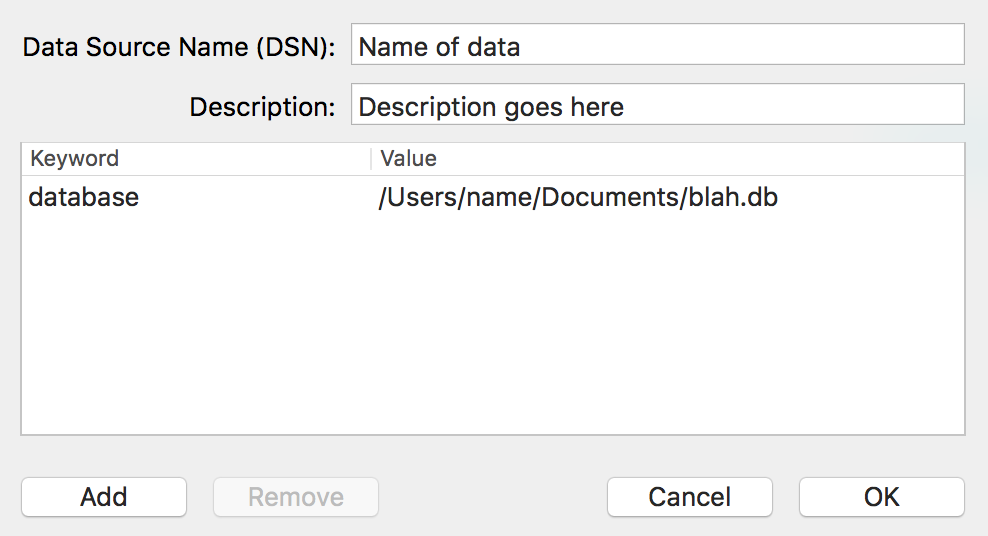 Data Source Name (DSN): Name of data
Description: Description goes here
Keyword Value
database /Users/name/Documents/blah.db
Add Remove Cancel OK